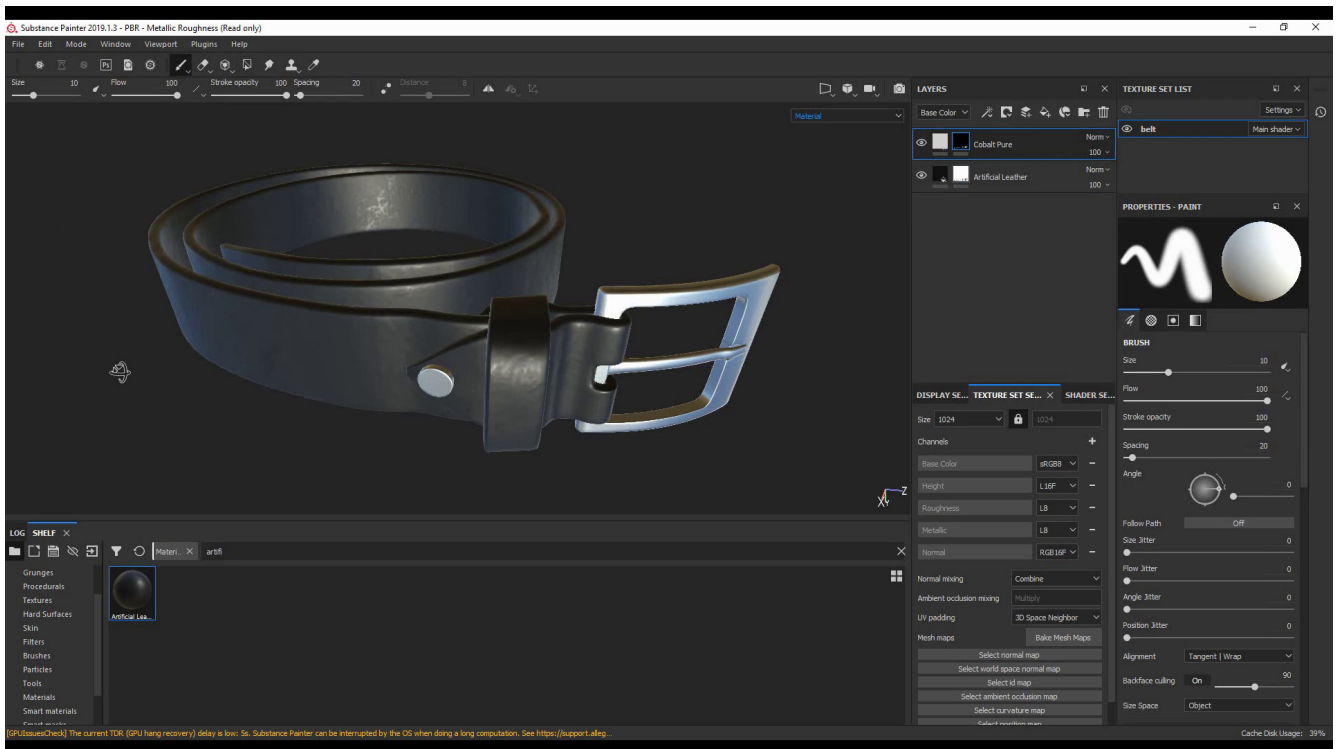 Substance Painter 2019.1.3 - PBR - Metallic Roughness (Read only)
File Edit Mode Window Viewport Plugins Help
Size 10 Flow 100 Stroke opacity 100 Spacing 20 Distance 8
Material
LAYERS
Base Color
Cobalt Pure Norm 100
Artificial Leather Norm 100
TEXTURE SET LIST
Settings
belt Main shader
PROPERTIES - PAINT
BRUSH
Size 10
Flow 100
Stroke opacity 100
Spacing 20
Angle 0
Follow Path Off
Size Jitter 0
Flow Jitter 0
Angle Jitter 0
Position Jitter 0
Alignment Tangent | Wrap
Backface culling On 90
Size Space Object
DISPLAY SE... TEXTURE SET SE... SHADER SE...
Size 1024 1024
Channels
Base Color sRGB8
Height L16F
Roughness L8
Metallic L8
Normal RGB16F
Normal mixing Combine
Ambient occlusion mixing Multiply
UV padding 3D Space Neighbor
Mesh maps Bake Mesh Maps
Select normal map
Select world space normal map
Select id map
Select ambient occlusion map
Select curvature map
Select position map
Z
Y
X
LOG SHELF
Materi... artifi
Grunges
Procedurals
Textures
Hard Surfaces
Skin
Filters
Brushes
Particles
Tools
Materials
Smart materials
Smart masks
Artificial Lea...
[GPUIssuesCheck] The current TDR (GPU hang recovery) delay is low: 5s. Substance Painter can be interrupted by the OS when doing a long computation. See https://support.alleg...
Cache Disk Usage: 39%